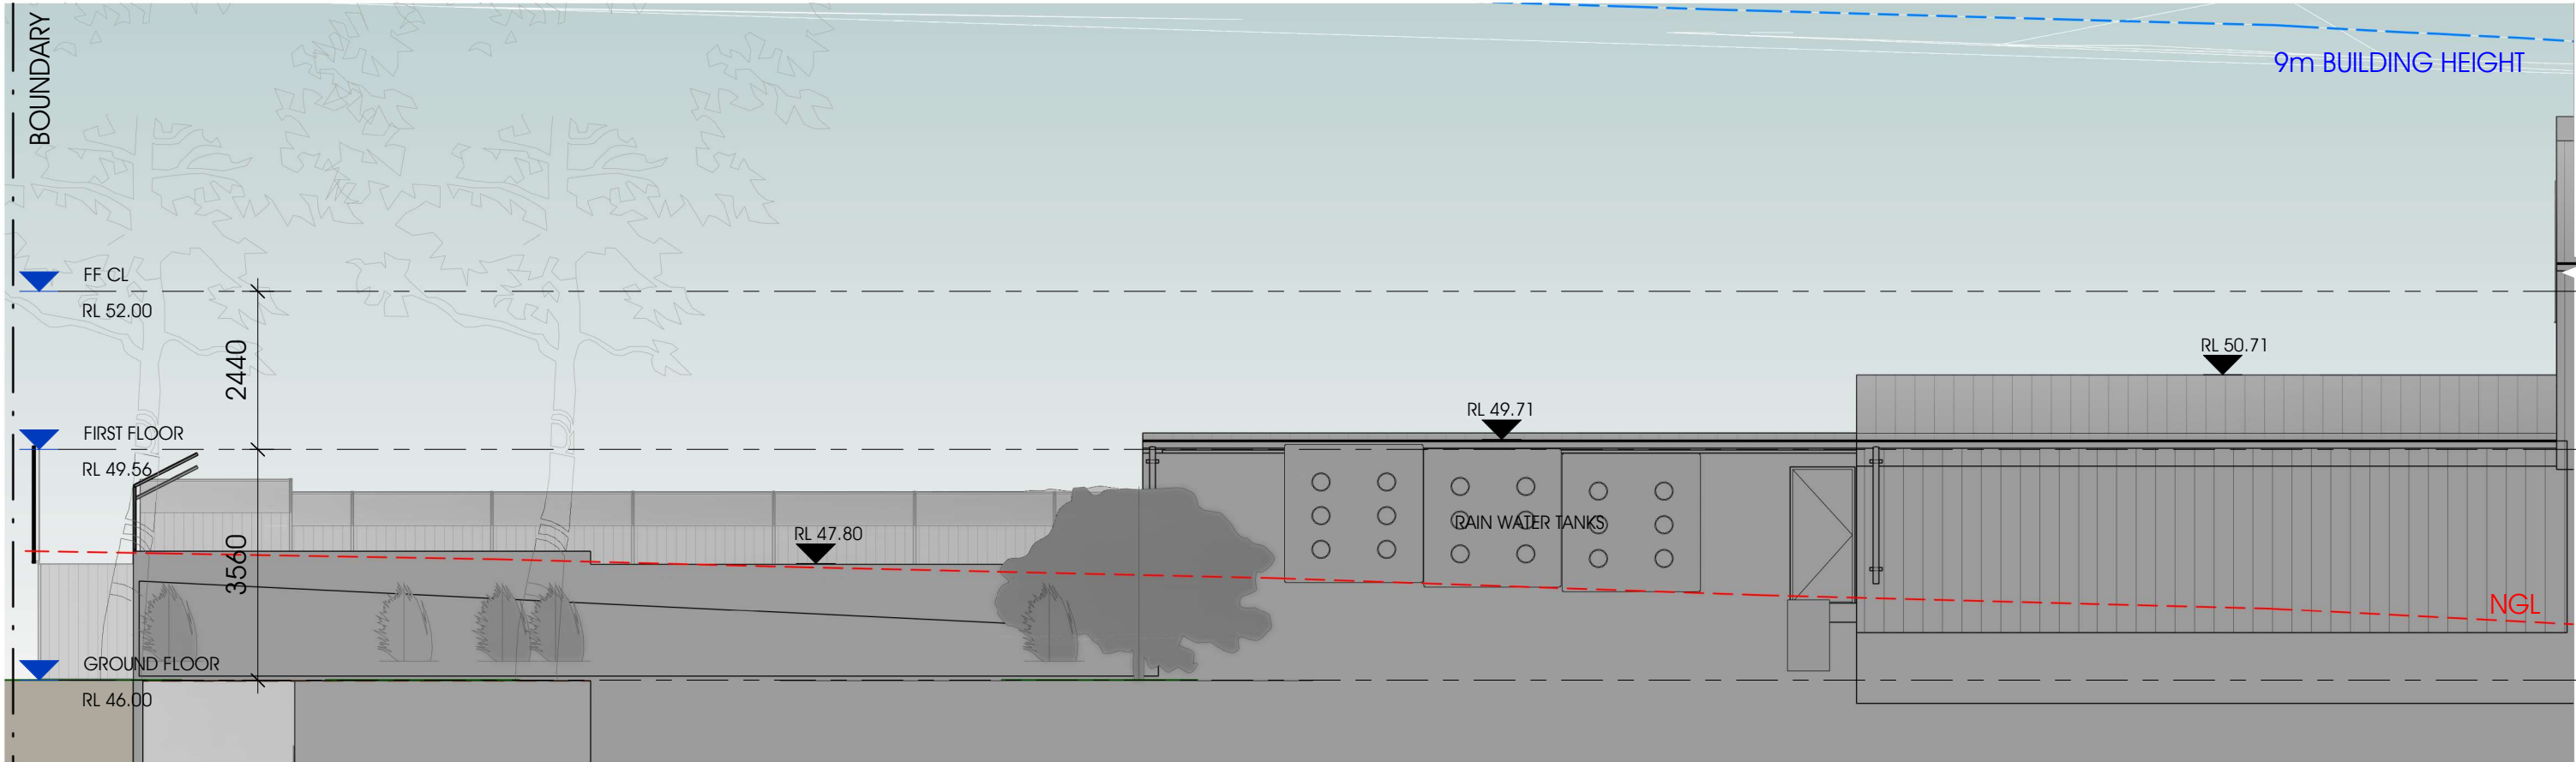 BOUNDARY
9m BUILDING HEIGHT
FF CL
RL 52.00
2440
RL 50.71
RL 49.71
FIRST FLOOR
RL 49.56
RL 47.80
RAIN WATER TANKS
3560
NGL
GROUND FLOOR
RL 46.00